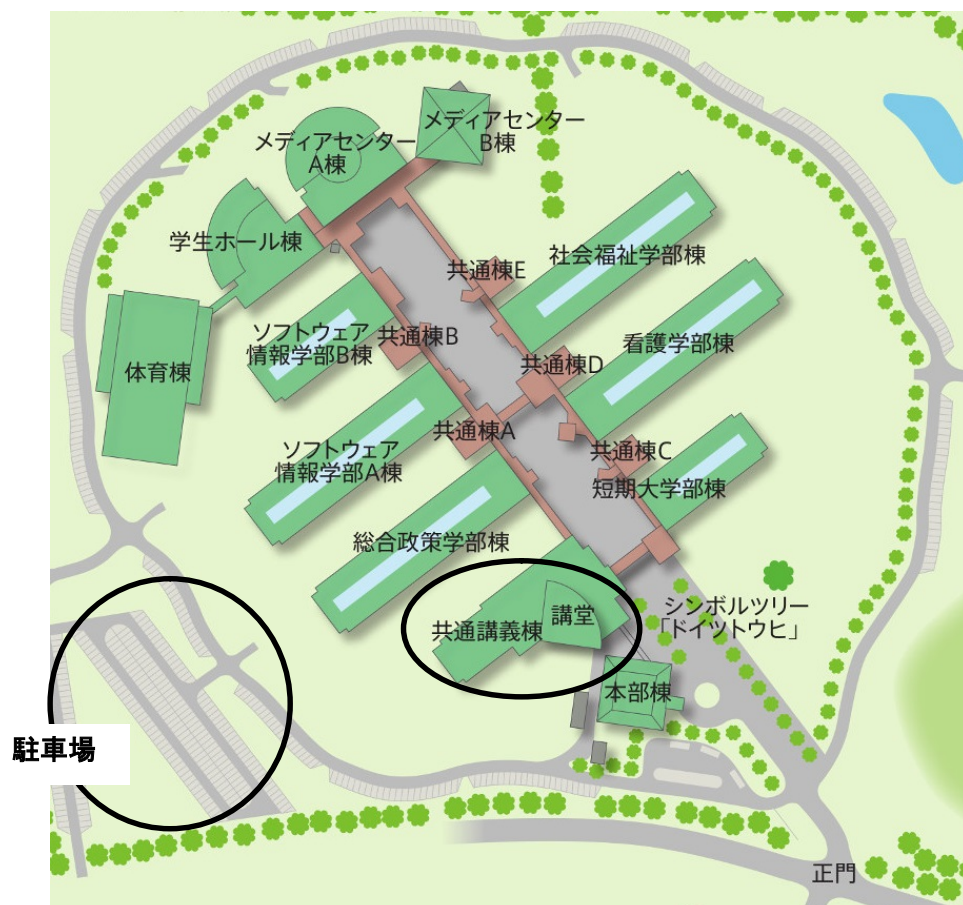 メディアセンター
B棟
メディアセンター
A棟
学生ホール棟
社会福祉学部棟
共通棟E
ソフトウェア
情報学部B棟
共通棟B
看護学部棟
共通棟D
体育棟
共通棟A
ソフトウェア
情報学部A棟
共通棟C
短期大学部棟
総合政策学部棟
シンボルツリー
「ドイツトウヒ」
講堂
共通講義棟
本部棟
駐車場
正門